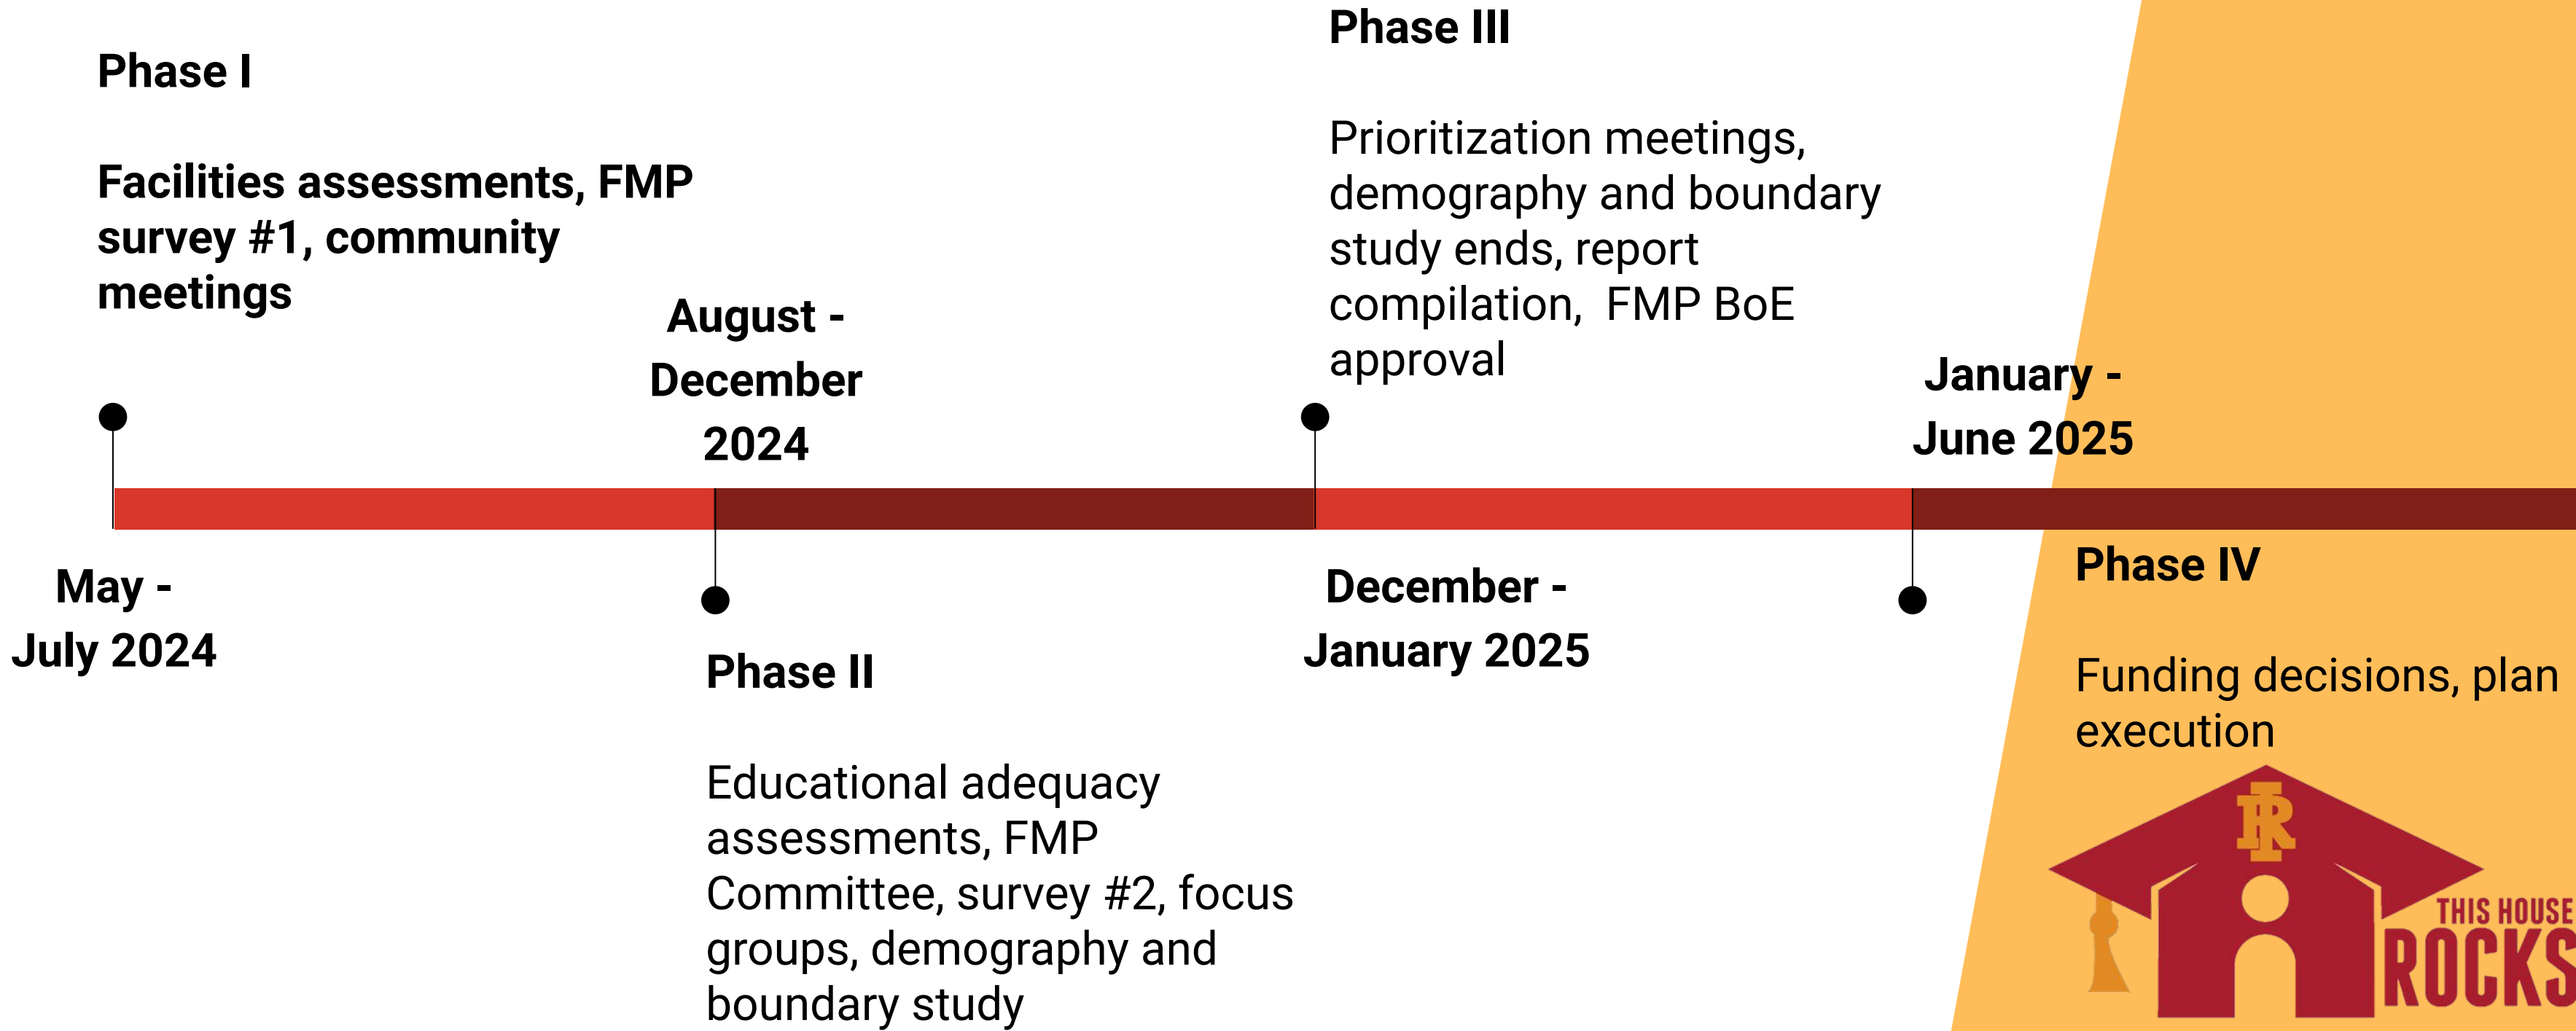 Phase I
Facilities assessments, FMP
survey #1, community
meetings
May -
July 2024
August -
December
2024
Phase II
Educational adequacy
assessments, FMP
Committee, survey #2, focus
groups, demography and
boundary study
Phase III
Prioritization meetings,
demography and boundary
study ends, report
compilation,  FMP BoE
approval
December -
January 2025
January -
June 2025
Phase IV
Funding decisions, plan
execution
RI
THIS HOUSE
ROCKS